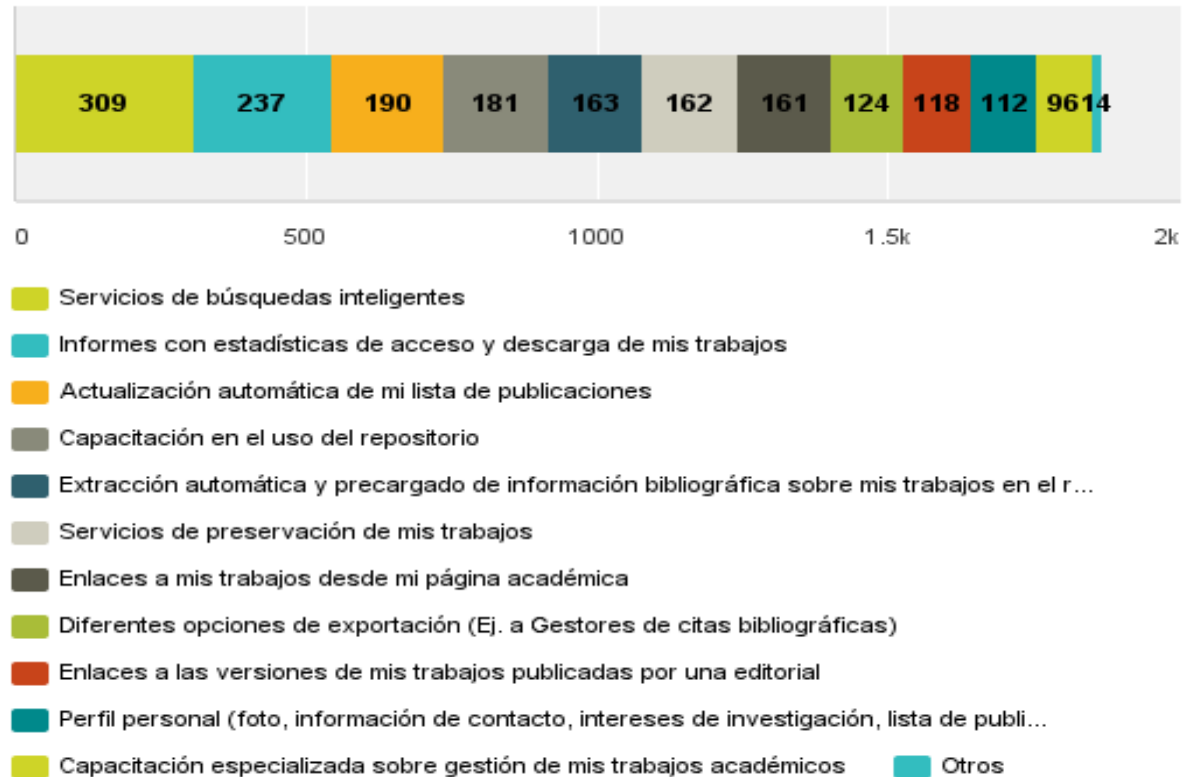 309 237 190 181 163 162 161 124 118 112 96 14
0 500 1000 1.5k 2k
Servicios de búsquedas inteligentes
Informes con estadísticas de acceso y descarga de mis trabajos
Actualización automática de mi lista de publicaciones
Capacitación en el uso del repositorio
Extracción automática y precargado de información bibliográfica sobre mis trabajos en el r...
Servicios de preservación de mis trabajos
Enlaces a mis trabajos desde mi página académica
Diferentes opciones de exportación (Ej. a Gestores de citas bibliográficas)
Enlaces a las versiones de mis trabajos publicadas por una editorial
Perfil personal (foto, información de contacto, intereses de investigación, lista de publi...
Capacitación especializada sobre gestión de mis trabajos académicos Otros